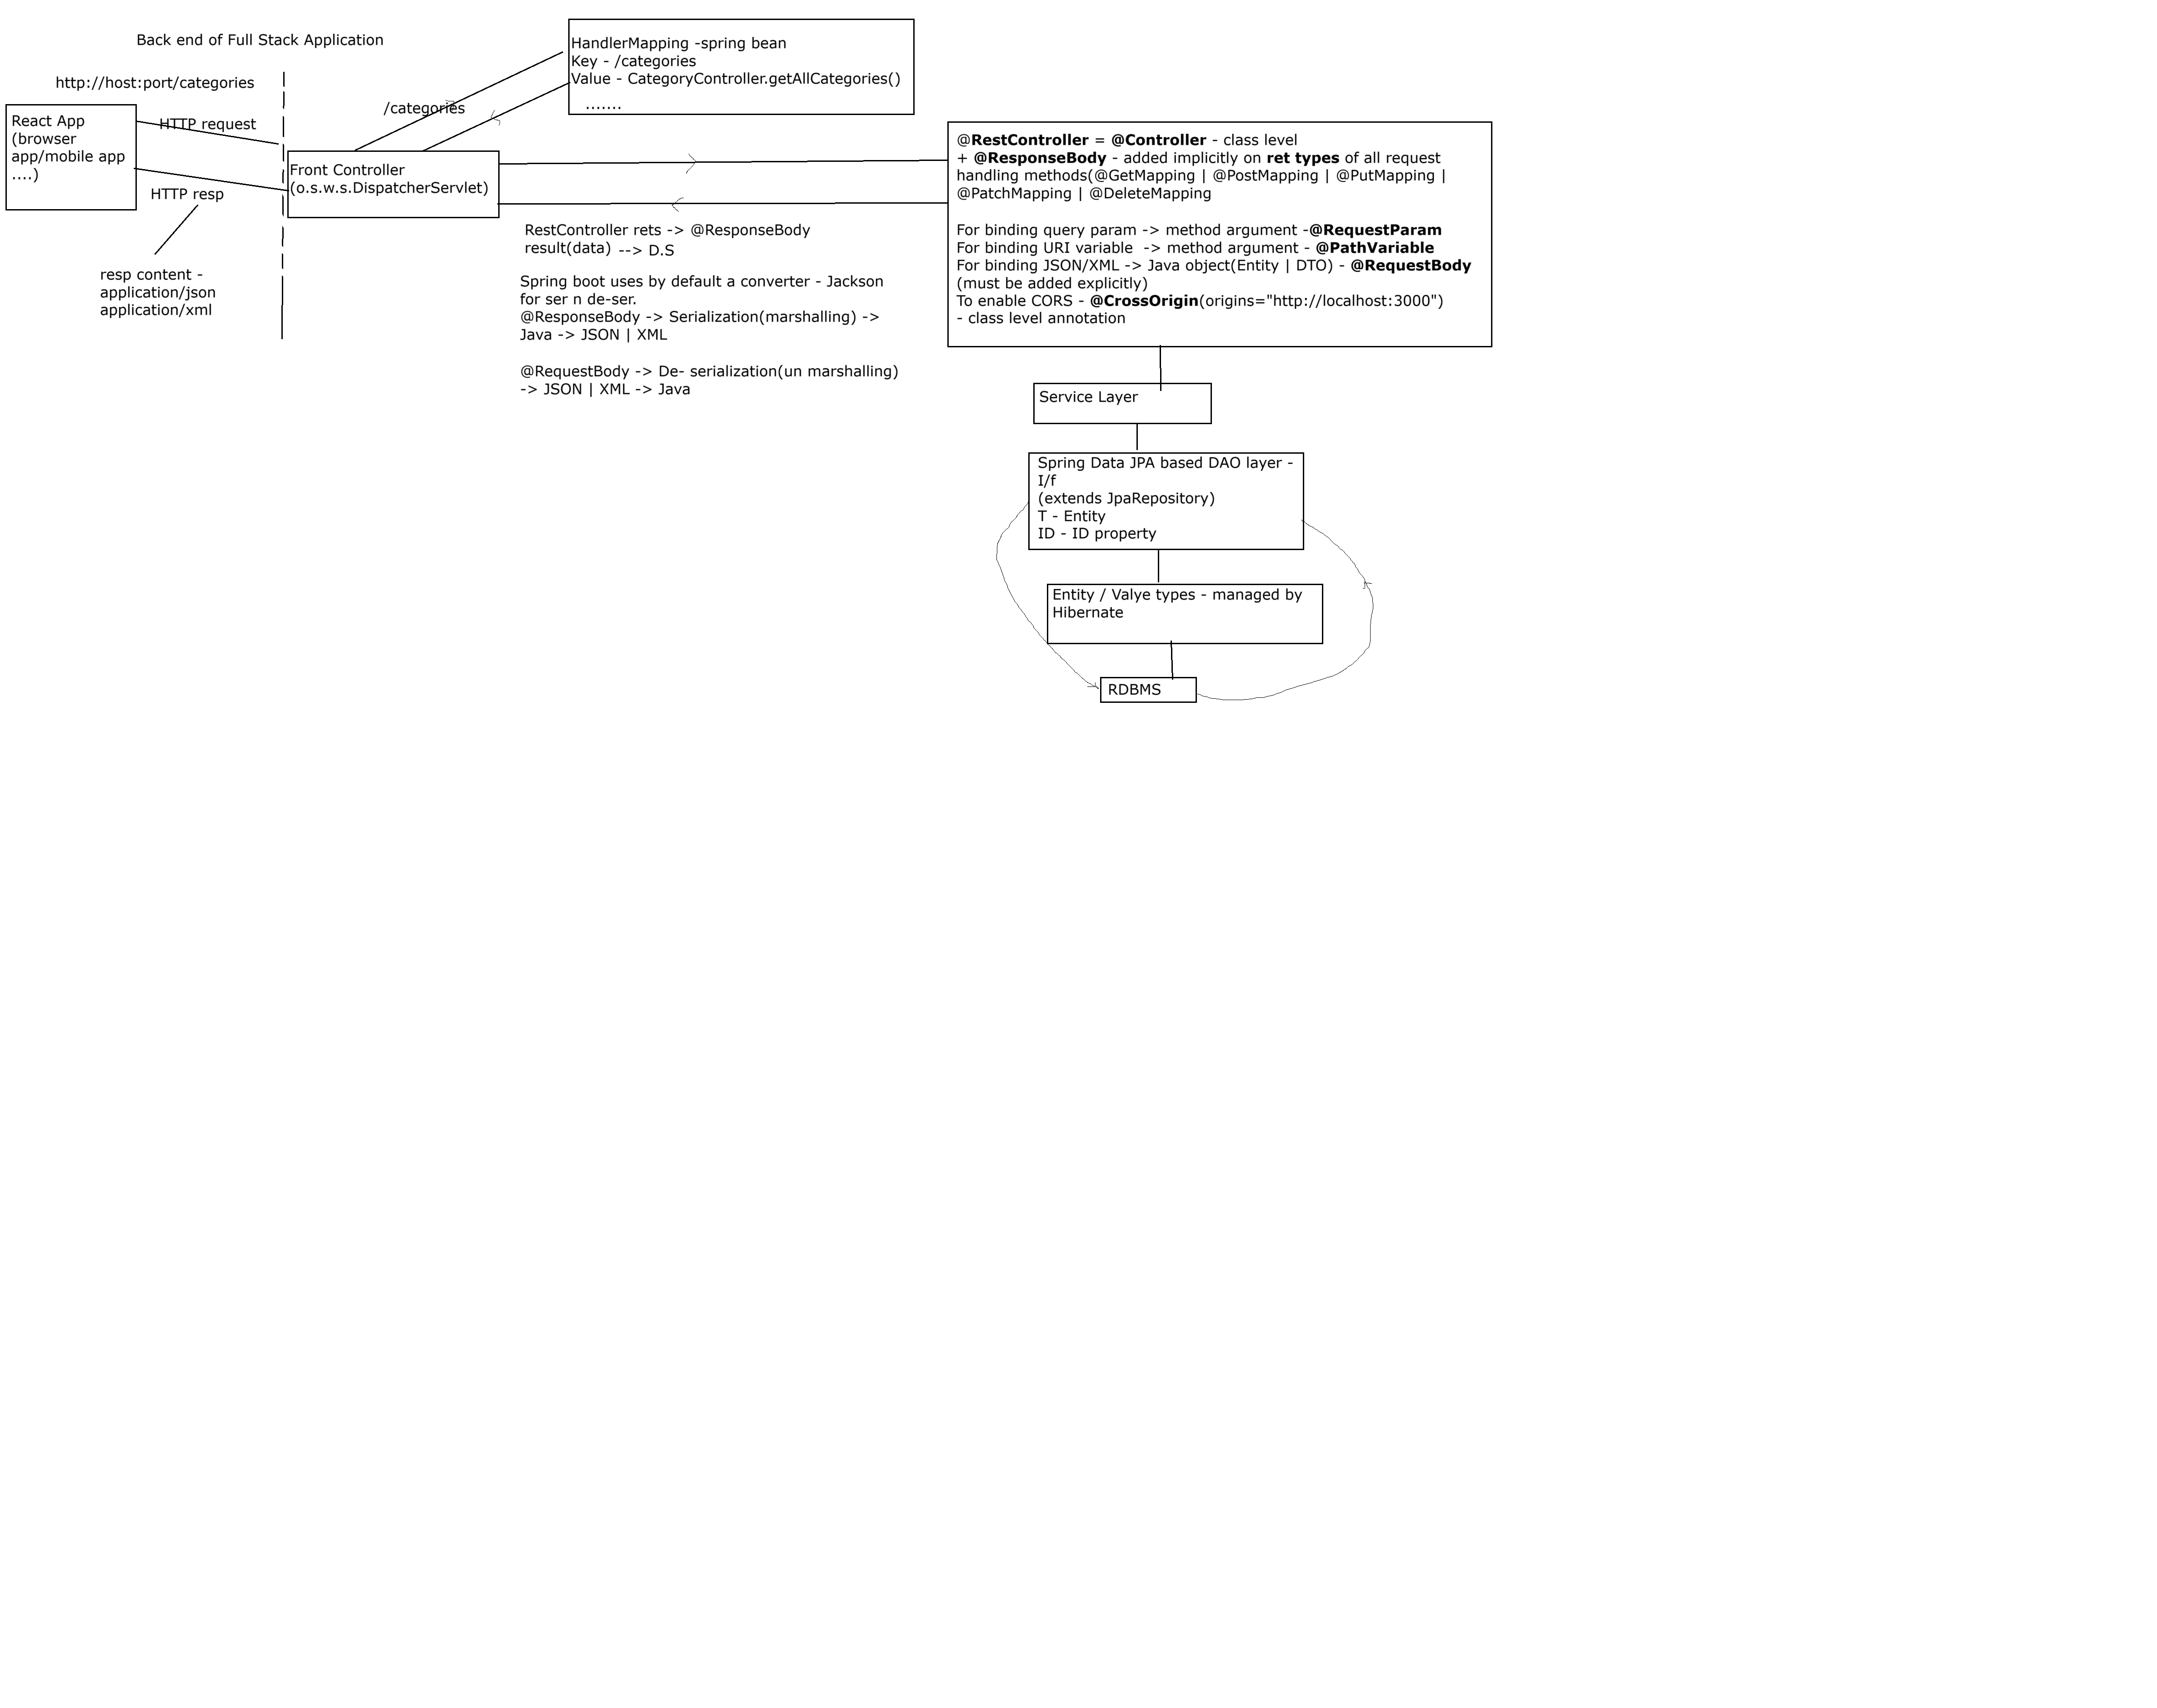 Back end of Full Stack Application
http://host:port/categories
React App
(browser
app/mobile app
....)
HTTP request
HTTP resp
resp content -
application/json
application/xml
Front Controller
(o.s.w.s.DispatcherServlet)
/categories
HandlerMapping -spring bean
Key - /categories
Value - CategoryController.getAllCategories()
.......
RestController rets -> @ResponseBody
result(data) --> D.S
Spring boot uses by default a converter - Jackson
for ser n de-ser.
@ResponseBody -> Serialization(marshalling) ->
Java -> JSON | XML
@RequestBody -> De- serialization(un marshalling)
-> JSON | XML -> Java
@RestController = @Controller - class level
+ @ResponseBody - added implicitly on ret types of all request
handling methods(@GetMapping | @PostMapping | @PutMapping |
@PatchMapping | @DeleteMapping
For binding query param -> method argument -@RequestParam
For binding URI variable -> method argument - @PathVariable
For binding JSON/XML -> Java object(Entity | DTO) - @RequestBody
(must be added explicitly)
To enable CORS - @CrossOrigin(origins="http://localhost:3000")
- class level annotation
Service Layer
Spring Data JPA based DAO layer -
I/f
(extends JpaRepository)
T - Entity
ID - ID property
Entity / Valye types - managed by
Hibernate
RDBMS